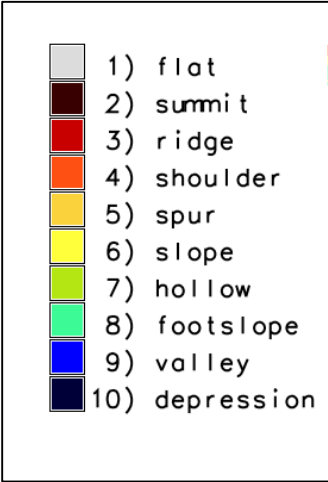 1) flat
2) summit
3) ridge
4) shoulder
5) spur
6) slope
7) hollow
8) footslope
9) valley
10) depression